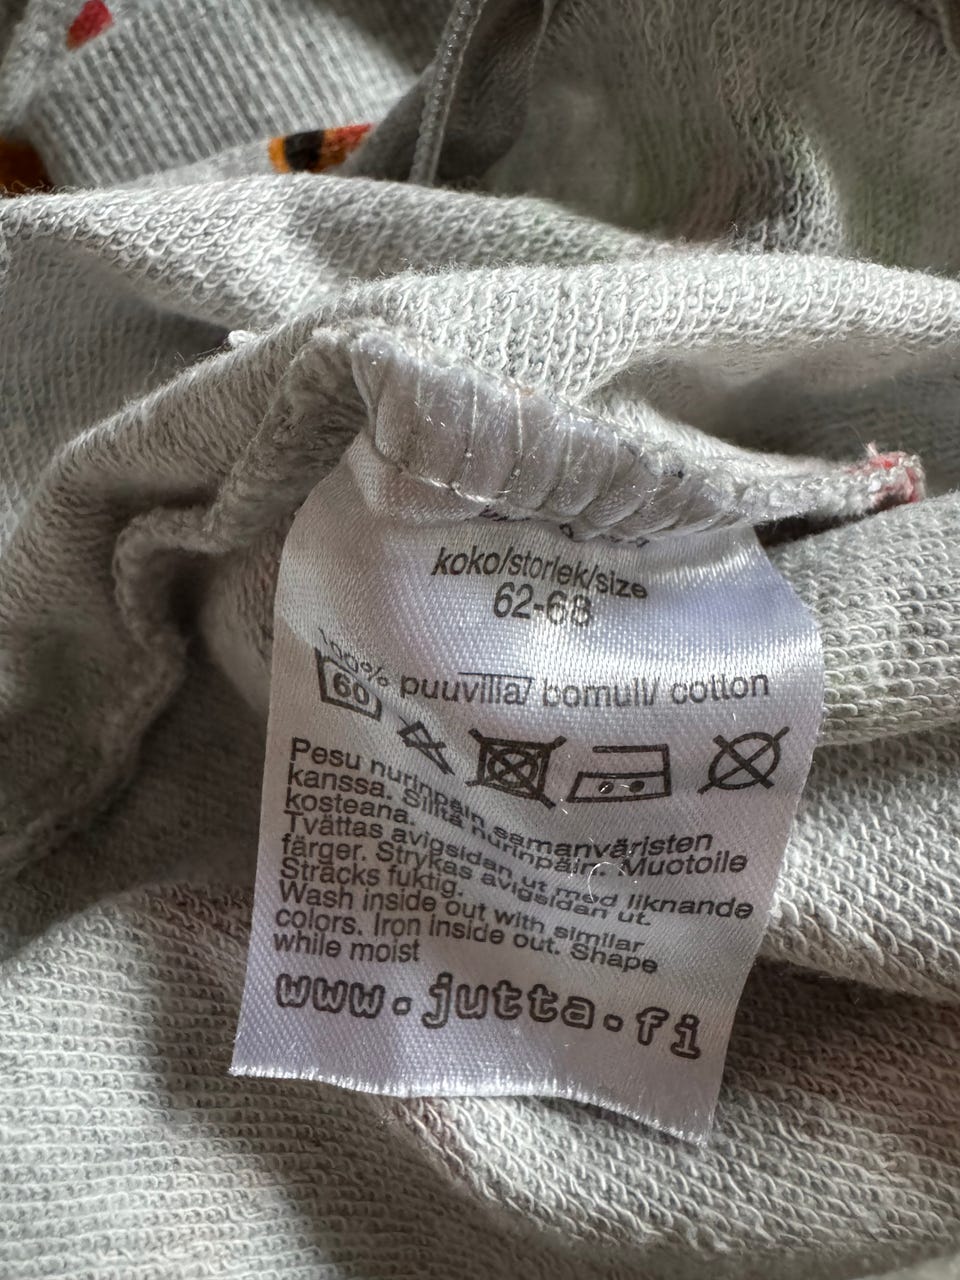 koko/storlek/size
62-68
100% puuvilla/ bomull/ cotton
60
Pesu nurinpäin samanväristen
kanssa. Silitä nurinpäin. Muotoile
kosteana.
Tvättas avigsidan ut med liknande
färger. Strykas avigsidan ut.
Sträcks fuktig.
Wash inside out with similar
colors. Iron inside out. Shape
while moist
www.jutta.fi